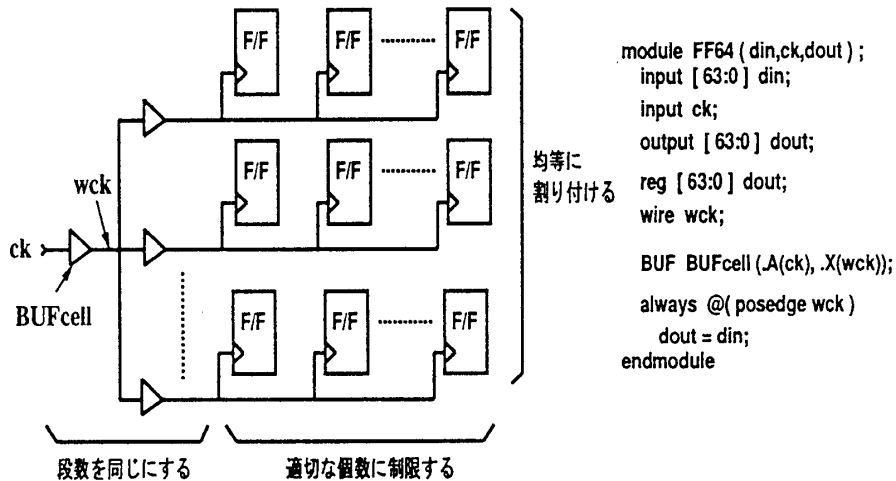 F/F F/F F/F
F/F F/F F/F
F/F F/F F/F
wck
ck
BUFcell
均等に
割り付ける
段数を同じにする
適切な個数に制限する
module FF64 ( din,ck,dout ) ;
input [ 63:0 ] din;
input ck;
output [ 63:0 ] dout;
reg [ 63:0 ] dout;
wire wck;
BUF BUFcell (.A(ck), .X(wck));
always @( posedge wck )
dout = din;
endmodule